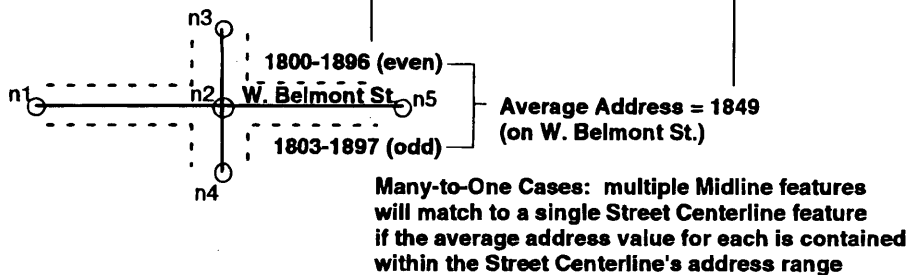 n3
1800-1896 (even)
n1
n2
W. Belmont St.
n5
Average Address = 1849
(on W. Belmont St.)
1803-1897 (odd)
n4
Many-to-One Cases: multiple Midline features
will match to a single Street Centerline feature
if the average address value for each is contained
within the Street Centerline's address range